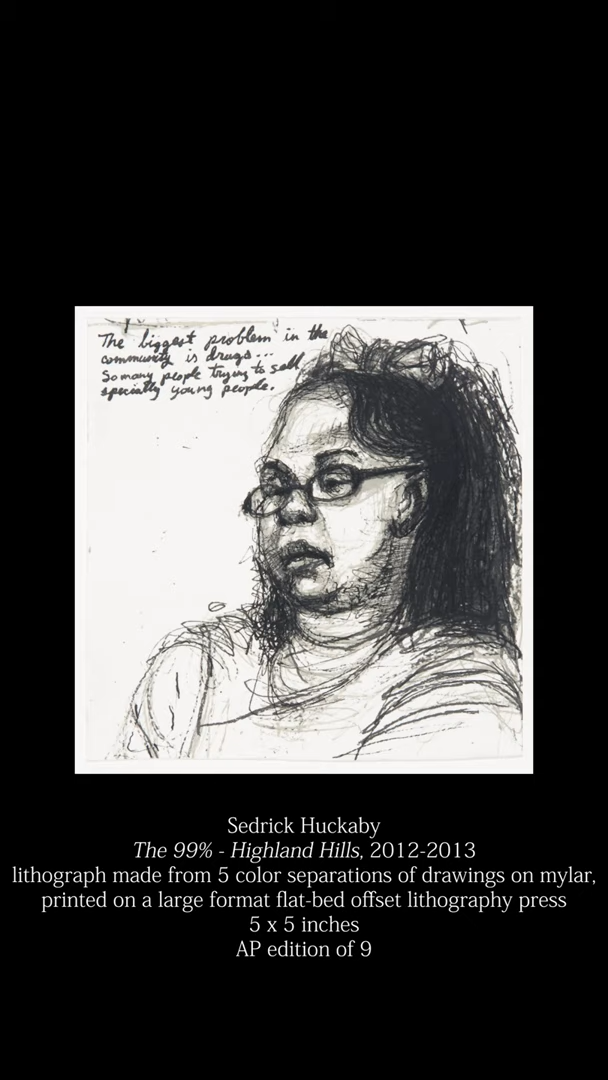 The biggest problem in the
community is drugs...
So many people trying to sell
specially young people.
Sedrick Huckaby
The 99% - Highland Hills, 2012-2013
lithograph made from 5 color separations of drawings on mylar,
printed on a large format flat-bed offset lithography press
5 x 5 inches
AP edition of 9